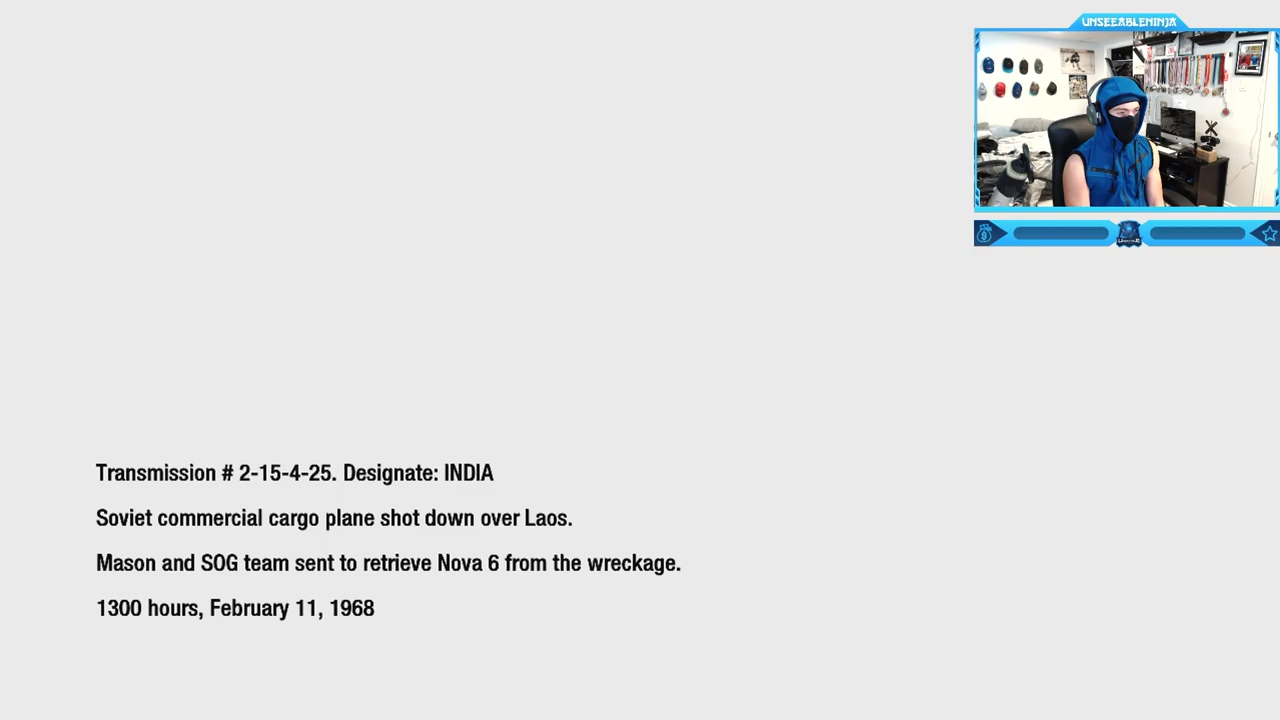 UNSEEABLENINJA
Transmission # 2-15-4-25. Designate: INDIA
Soviet commercial cargo plane shot down over Laos.
Mason and SOG team sent to retrieve Nova 6 from the wreckage.
1300 hours, February 11, 1968